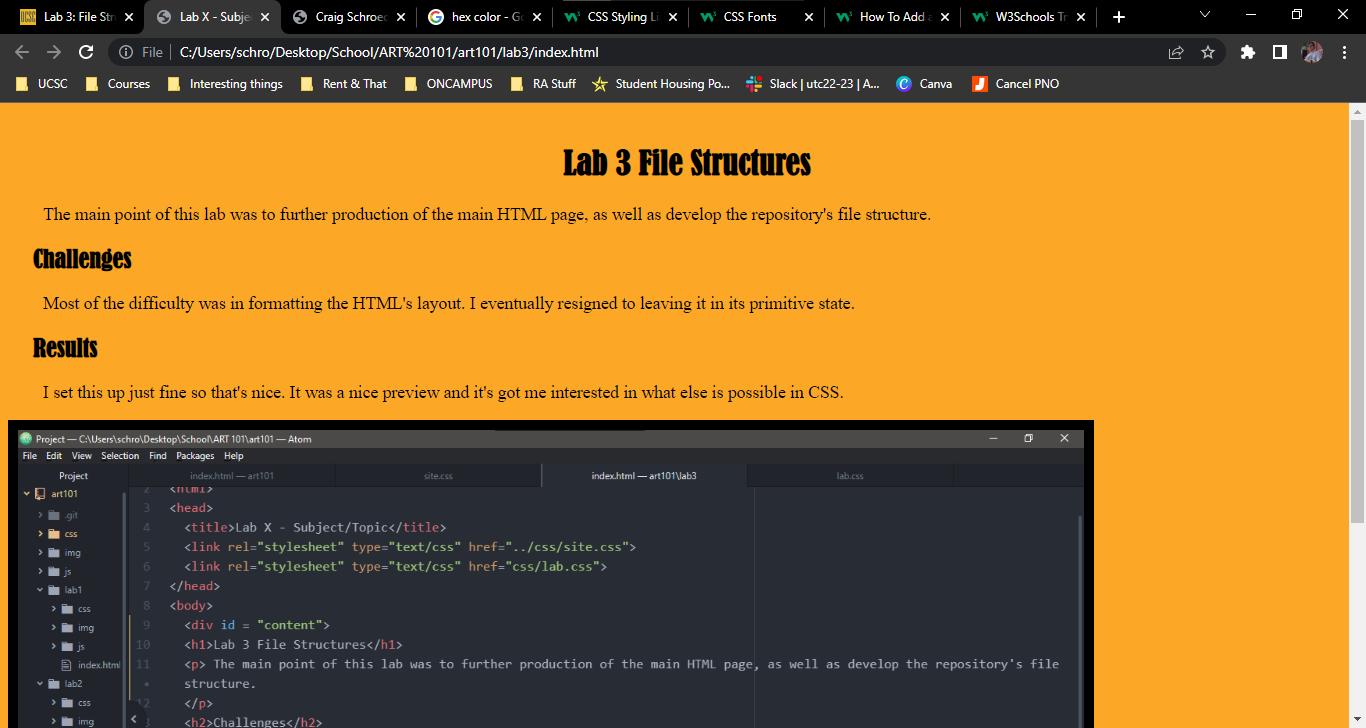 Lab 3: File Str
Lab X - Subje
Craig Schroed
hex color - Go
CSS Styling Li
CSS Fonts
How To Add a
W3Schools Tr
File
C:/Users/schro/Desktop/School/ART%20101/art101/lab3/index.html
UCSC
Courses
Interesting things
Rent & That
ONCAMPUS
RA Stuff
Student Housing Po...
Slack | utc22-23 | A...
Canva
Cancel PNO
Lab 3 File Structures
The main point of this lab was to further production of the main HTML page, as well as develop the repository's file structure.
Challenges
Most of the difficulty was in formatting the HTML's layout. I eventually resigned to leaving it in its primitive state.
Results
I set this up just fine so that's nice. It was a nice preview and it's got me interested in what else is possible in CSS.
Project — C:\Users\schro\Desktop\School\ART 101\art101 — Atom
File Edit View Selection Find Packages Help
Project
index.html — art101
site.css
index.html — art101\lab3
lab.css
art101
.git
css
img
js
lab1
css
img
js
index.html
lab2
css
img
2 <html>
3 <head>
4 <title>Lab X - Subject/Topic</title>
5 <link rel="stylesheet" type="text/css" href="../css/site.css">
6 <link rel="stylesheet" type="text/css" href="css/lab.css">
7 </head>
8 <body>
9 <div id = "content">
10 <h1>Lab 3 File Structures</h1>
11 <p> The main point of this lab was to further production of the main HTML page, as well as develop the repository's file
• structure.
12 </p>
<h2>Challenges</h2>